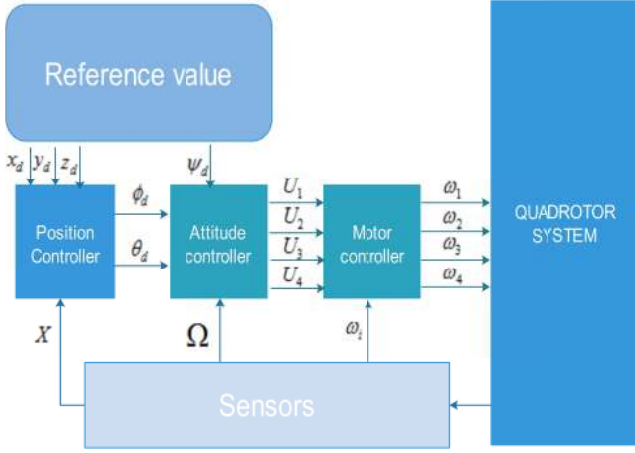 Reference value
x_d y_d z_d ψ_d
ϕ_d
θ_d
Position
Controller
Attitude
controller
U_1
U_2
U_3
U_4
Motor
controller
ω_1
ω_2
ω_3
ω_4
QUADROTOR
SYSTEM
X
Ω
ω_i
Sensors